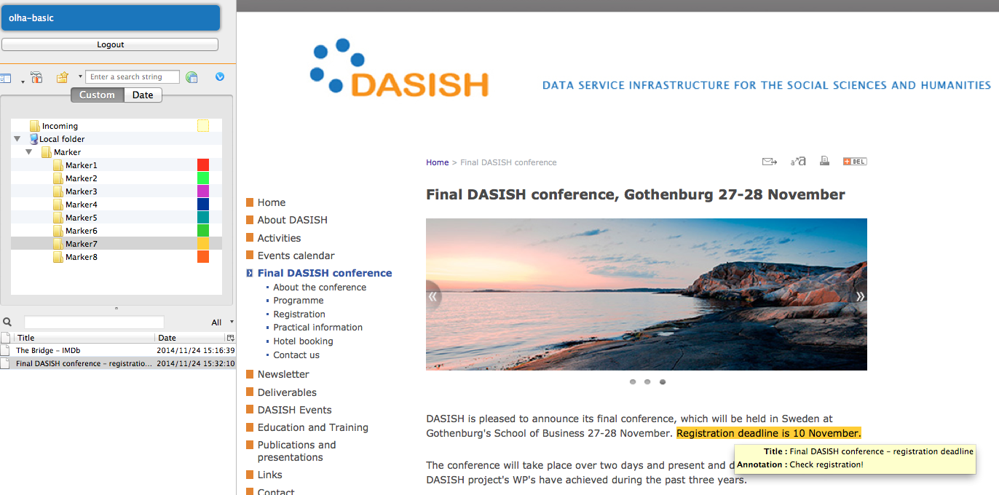 olha-basic
Logout
Enter a search string
Custom
Date
Incoming
Local folder
Marker
Marker1
Marker2
Marker3
Marker4
Marker5
Marker6
Marker7
Marker8
All
Title Date
The Bridge – IMDb 2014/11/24 15:16:39
Final DASISH conference – registratio... 2014/11/24 15:32:10
DASISH
DATA SERVICE INFRASTRUCTURE FOR THE SOCIAL SCIENCES AND HUMANITIES
Home > Final DASISH conference
a a
+ DEL
Home
About DASISH
Activities
Events calendar
Final DASISH conference
About the conference
Programme
Registration
Practical information
Hotel booking
Contact us
Newsletter
Deliverables
DASISH Events
Education and Training
Publications and
presentations
Links
Contact
Final DASISH conference, Gothenburg 27-28 November
« »
DASISH is pleased to announce its final conference, which will be held in Sweden at
Gothenburg's School of Business 27-28 November. Registration deadline is 10 November.
The conference will take place over two days and present and d
DASISH project's WP's have achieved during the past three years.
Title : Final DASISH conference – registration deadline
Annotation : Check registration!